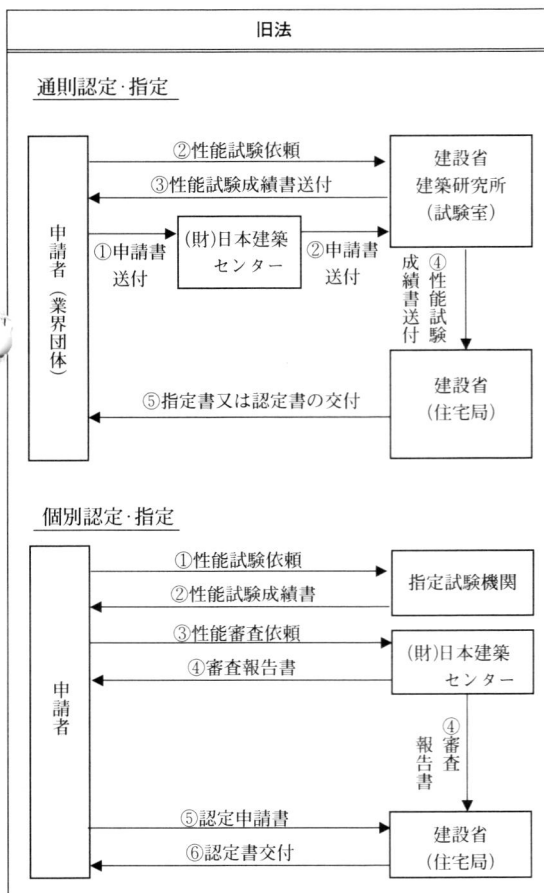 旧法
通則認定·指定
②性能試験依頼
③性能試験成績書送付
建設省
建築研究所
(試験室)
申請者(業界団体)
①申請書
送付
(財)日本建築
センター
②申請書
送付
④性能試験
成績書送付
⑤指定書又は認定書の交付
建設省
(住宅局)
個別認定·指定
①性能試験依頼
②性能試験成績書
指定試験機関
③性能審査依頼
④審査報告書
(財)日本建築
センター
申請者
④審査
報告書
⑤認定申請書
⑥認定書交付
建設省
(住宅局)